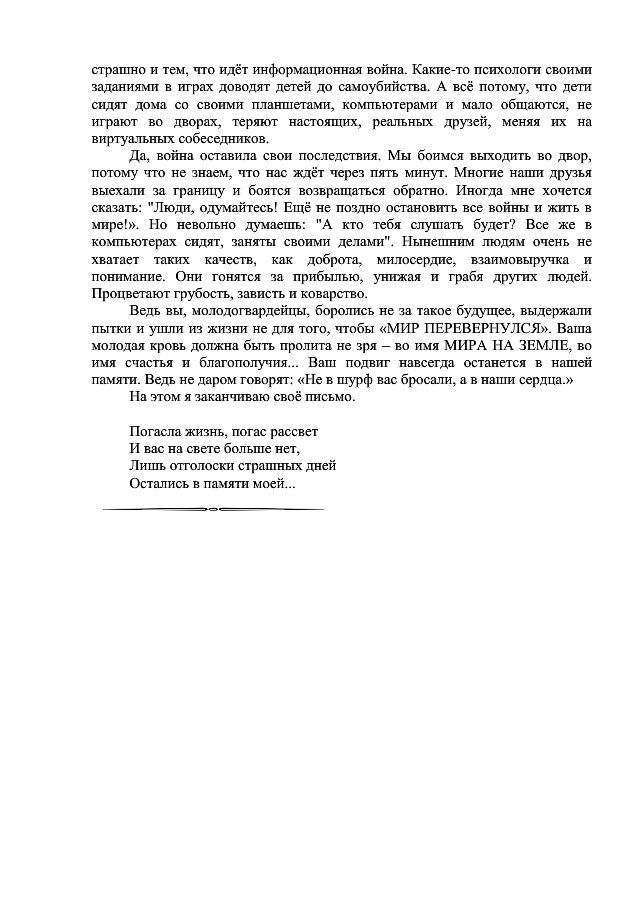 страшно и тем, что идёт информационная война. Какие-то психологи своими
заданиями в играх доводят детей до самоубийства. А всё потому, что дети
сидят дома со своими планшетами, компьютерами и мало общаются, не
играют во дворах, теряют настоящих, реальных друзей, меняя их на
виртуальных собеседников.
Да, война оставила свои последствия. Мы боимся выходить во двор,
потому что не знаем, что нас ждёт через пять минут. Многие наши друзья
выехали за границу и боятся возвращаться обратно. Иногда мне хочется
сказать: "Люди, одумайтесь! Ещё не поздно остановить все войны и жить в
мире!». Но невольно думаешь: "А кто тебя слушать будет? Все же в
компьютерах сидят, заняты своими делами". Нынешним людям очень не
хватает таких качеств, как доброта, милосердие, взаимовыручка и
понимание. Они гонятся за прибылью, унижая и грабя других людей.
Процветают грубость, зависть и коварство.
Ведь вы, молодогвардейцы, боролись не за такое будущее, выдержали
пытки и ушли из жизни не для того, чтобы «МИР ПЕРЕВЕРНУЛСЯ». Ваша
молодая кровь должна быть пролита не зря – во имя МИРА НА ЗЕМЛЕ, во
имя счастья и благополучия... Ваш подвиг навсегда останется в нашей
памяти. Ведь не даром говорят: «Не в шурф вас бросали, а в наши сердца.»
На этом я заканчиваю своё письмо.
Погасла жизнь, погас рассвет
И вас на свете больше нет,
Лишь отголоски страшных дней
Остались в памяти моей...